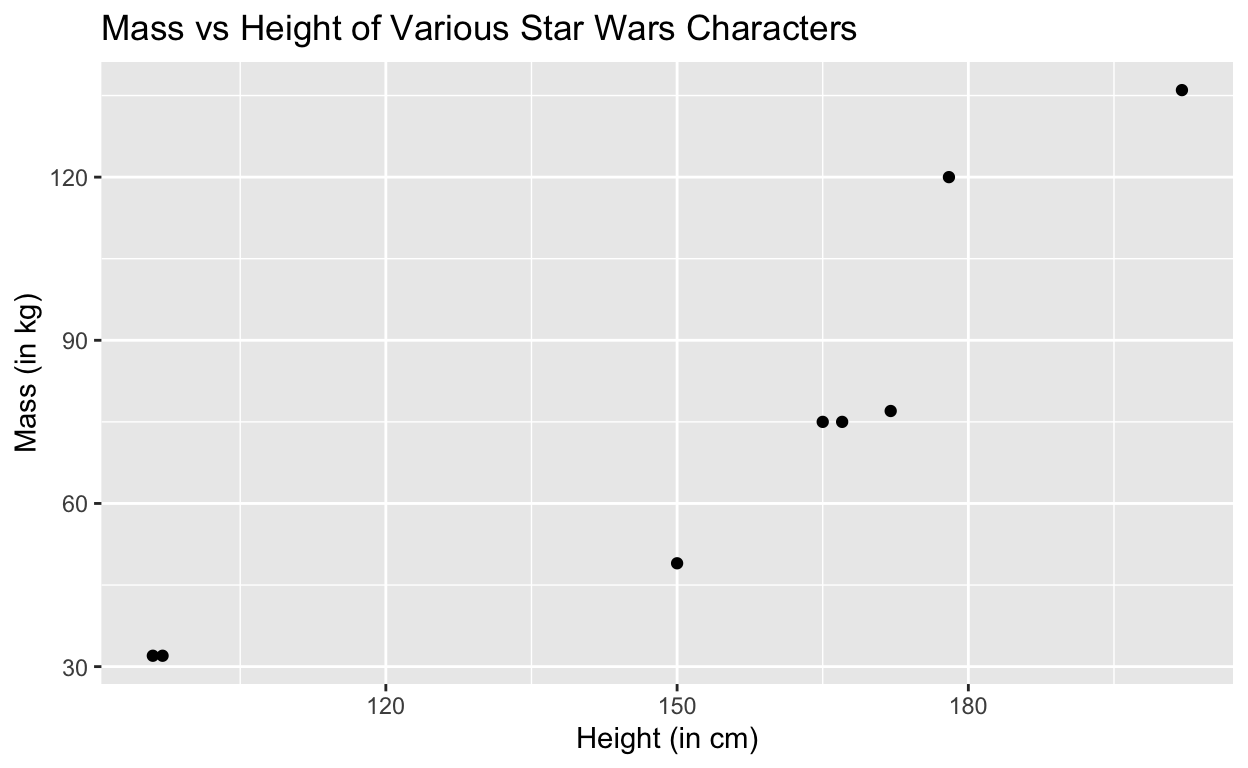 Mass vs Height of Various Star Wars Characters
120
90
60
30
Mass (in kg)
120 150 180
Height (in cm)